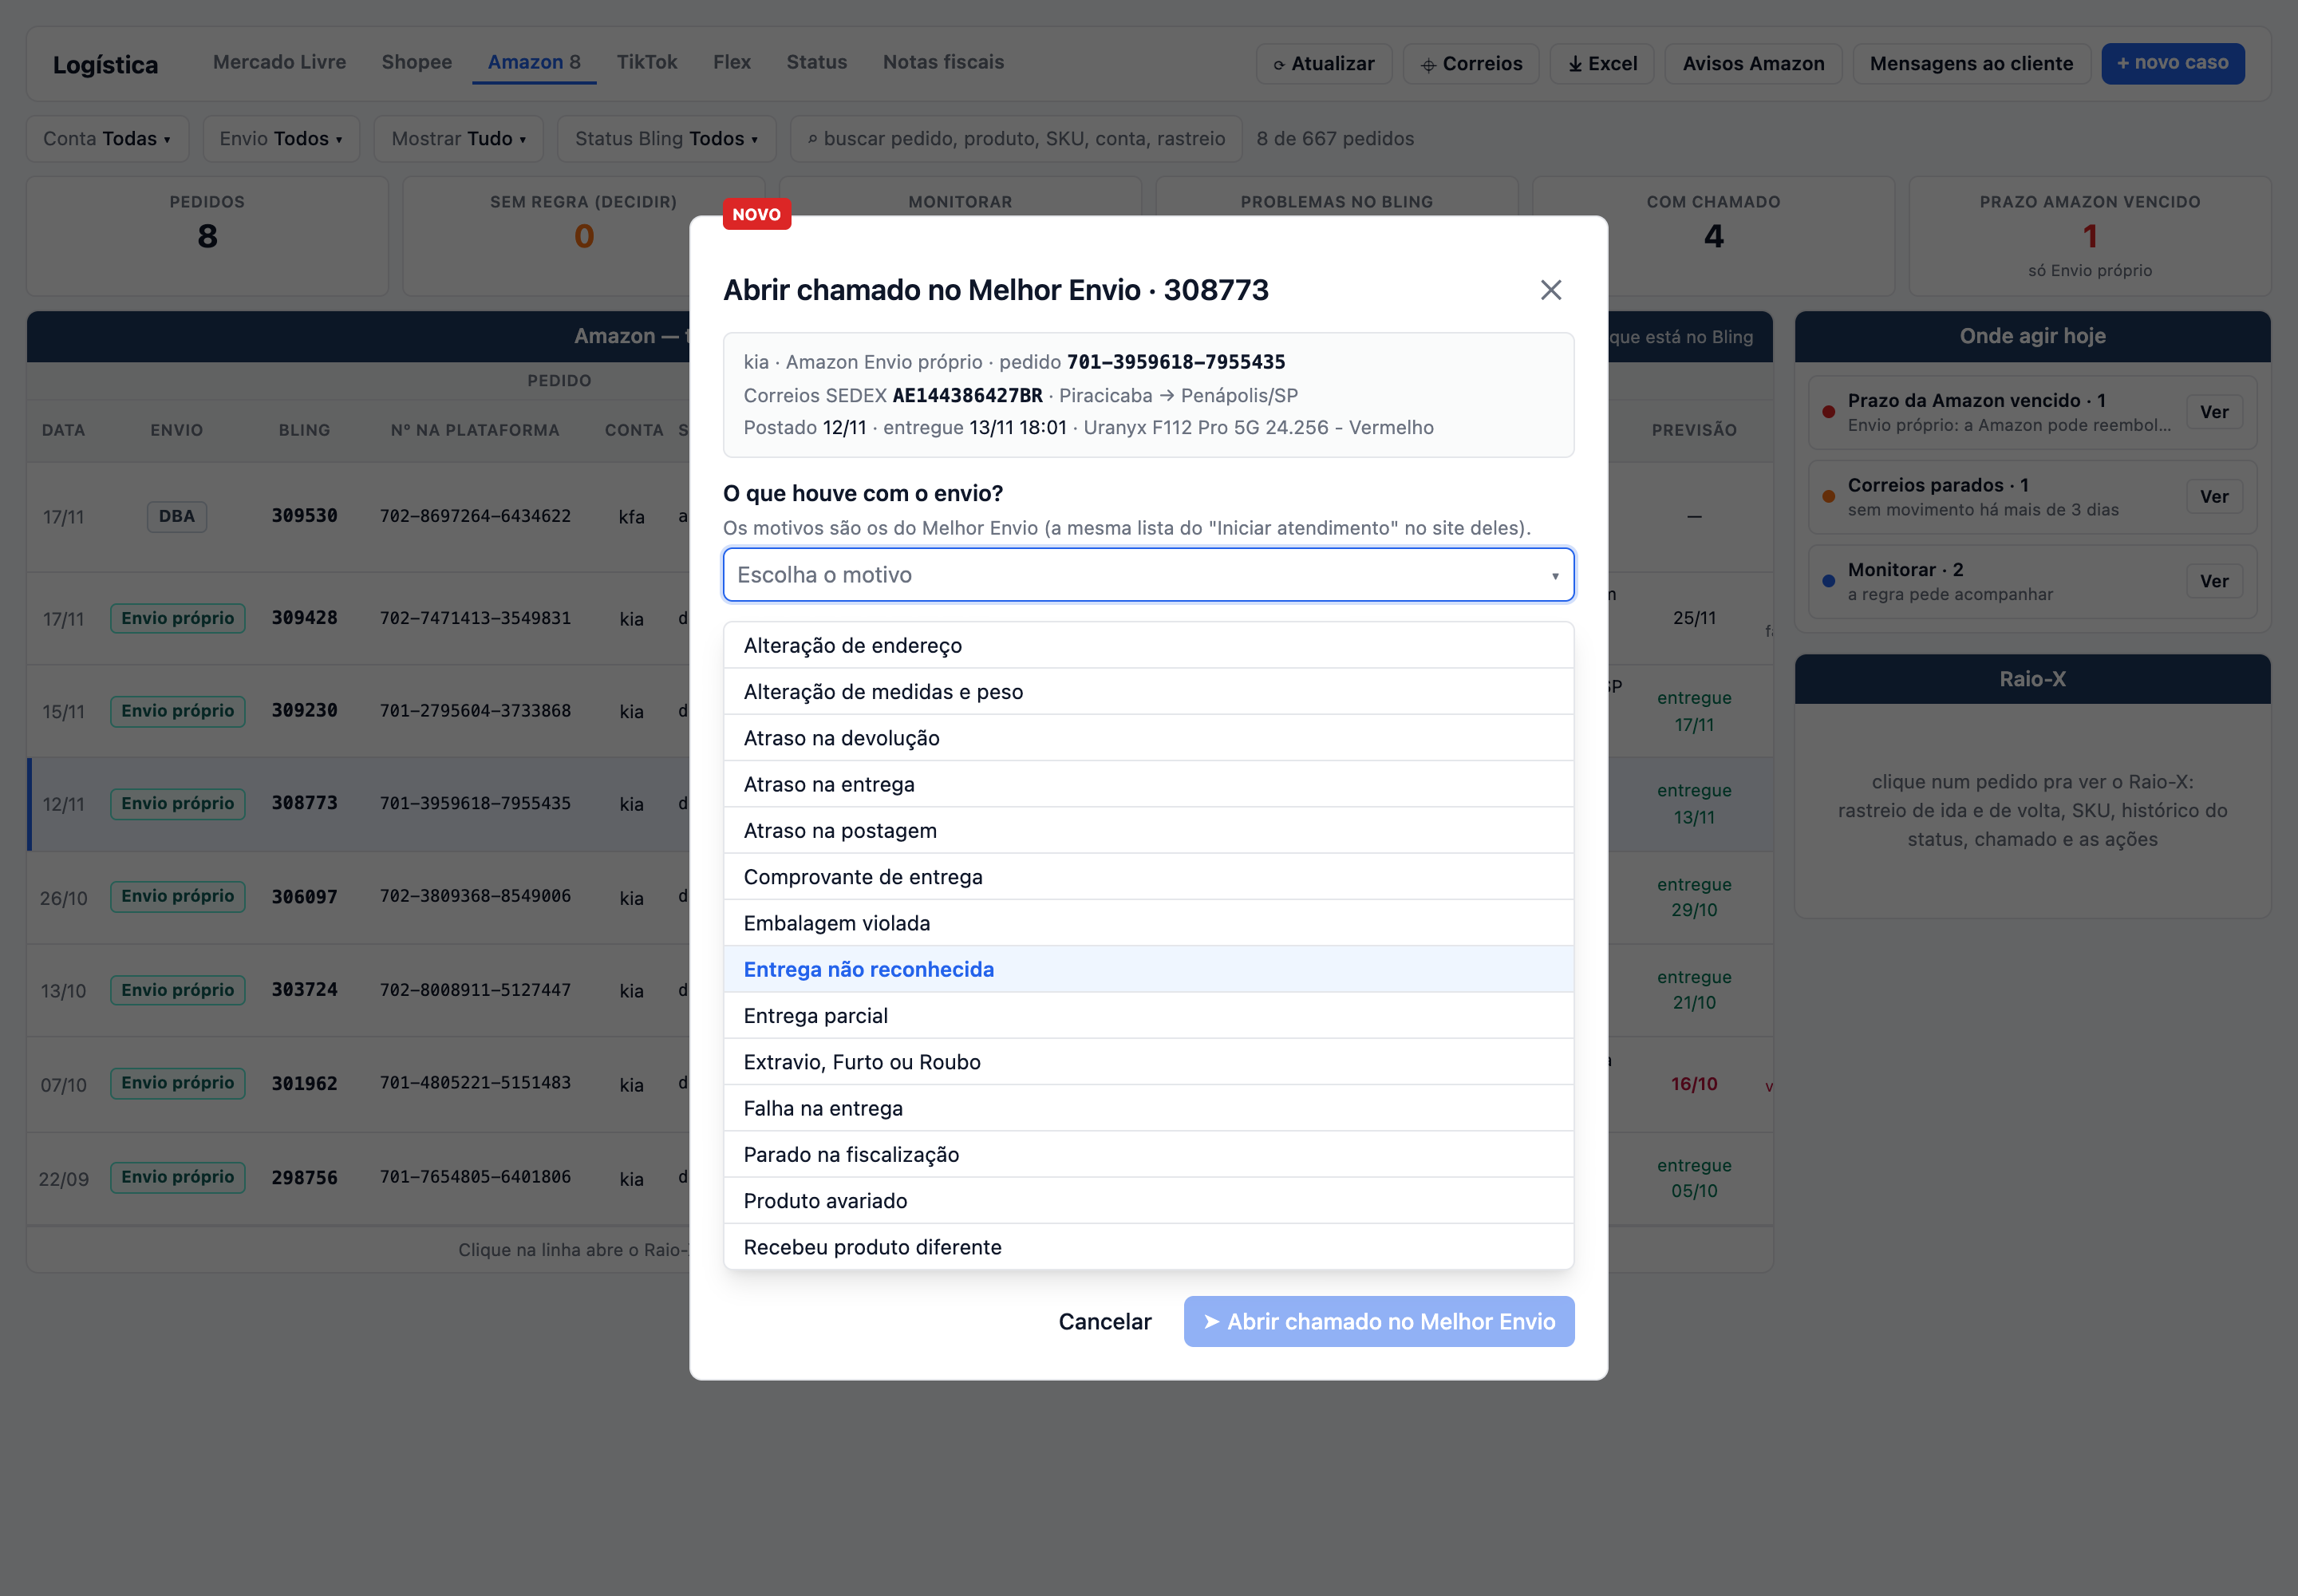 Logística
Mercado Livre
Shopee
Amazon 8
TikTok
Flex
Status
Notas fiscais
Atualizar
Correios
Excel
Avisos Amazon
Mensagens ao cliente
+ novo caso
Conta Todas
Envio Todos
Mostrar Tudo
Status Bling Todos
buscar pedido, produto, SKU, conta, rastreio
8 de 667 pedidos
PEDIDOS
8
SEM REGRA (DECIDIR)
0
MONITORAR
PROBLEMAS NO BLING
COM CHAMADO
4
PRAZO AMAZON VENCIDO
1
só Envio próprio
NOVO
Abrir chamado no Melhor Envio · 308773
kia · Amazon Envio próprio · pedido 701-3959618-7955435
Correios SEDEX AE144386427BR · Piracicaba → Penápolis/SP
Postado 12/11 · entregue 13/11 18:01 · Uranyx F112 Pro 5G 24.256 - Vermelho
O que houve com o envio?
Os motivos são os do Melhor Envio (a mesma lista do "Iniciar atendimento" no site deles).
Escolha o motivo
Alteração de endereço
Alteração de medidas e peso
Atraso na devolução
Atraso na entrega
Atraso na postagem
Comprovante de entrega
Embalagem violada
Entrega não reconhecida
Entrega parcial
Extravio, Furto ou Roubo
Falha na entrega
Parado na fiscalização
Produto avariado
Recebeu produto diferente
Cancelar
Abrir chamado no Melhor Envio
Amazon —
que está no Bling
PEDIDO
DATA ENVIO BLING Nº NA PLATAFORMA CONTA
PREVISÃO
17/11 DBA 309530 702-8697264-6434622 kfa
—
17/11 Envio próprio 309428 702-7471413-3549831 kia
25/11
15/11 Envio próprio 309230 701-2795604-3733868 kia
entregue
17/11
12/11 Envio próprio 308773 701-3959618-7955435 kia
entregue
13/11
26/10 Envio próprio 306097 702-3809368-8549006 kia
entregue
29/10
13/10 Envio próprio 303724 702-8008911-5127447 kia
entregue
21/10
07/10 Envio próprio 301962 701-4805221-5151483 kia
16/10
22/09 Envio próprio 298756 701-7654805-6401806 kia
entregue
05/10
Clique na linha abre o
Onde agir hoje
Prazo da Amazon vencido · 1
Envio próprio: a Amazon pode reembol...
Ver
Correios parados · 1
sem movimento há mais de 3 dias
Ver
Monitorar · 2
a regra pede acompanhar
Ver
Raio-X
clique num pedido pra ver o Raio-X:
rastreio de ida e de volta, SKU, histórico do
status, chamado e as ações